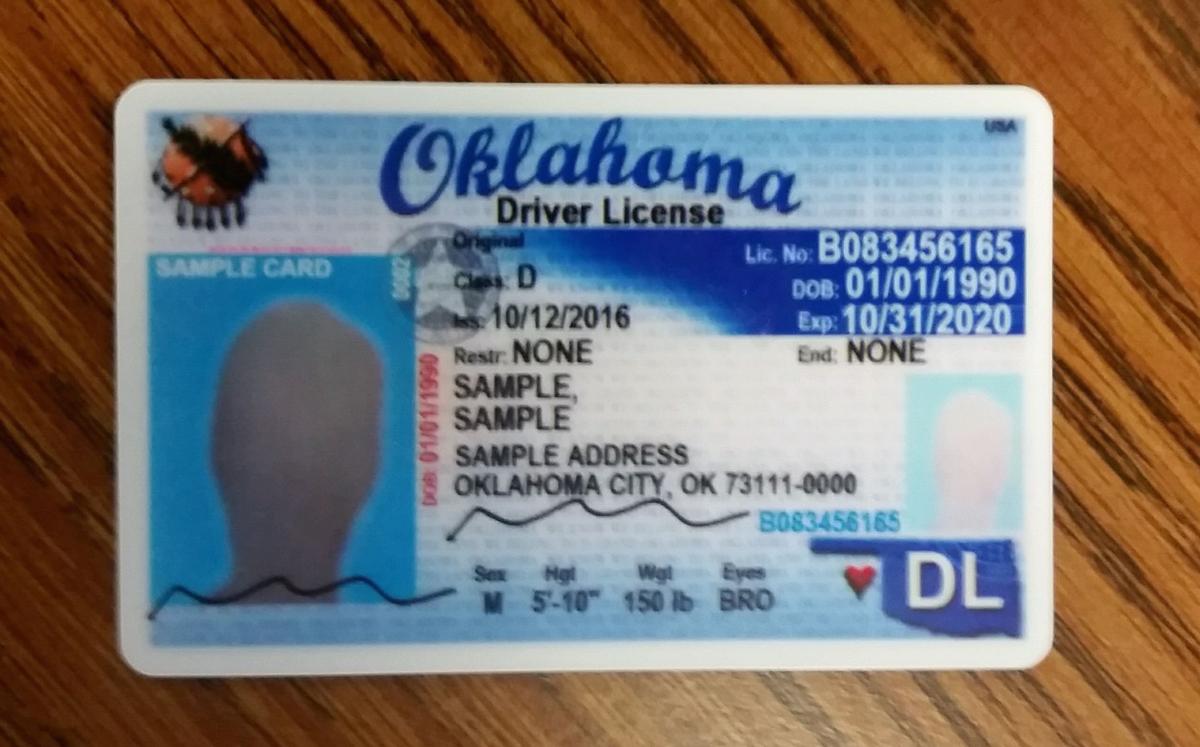 USA
Oklahoma
Driver License
SAMPLE CARD
Original
Lic. No: B083456165
Class: D
DOB: 01/01/1990
Iss: 10/12/2016
Exp: 10/31/2020
Restr: NONE
End: NONE
DOB: 01/01/1990
SAMPLE,
SAMPLE
SAMPLE ADDRESS
OKLAHOMA CITY, OK 73111-0000
B083456165
Sex Hgt Wgt Eyes
M 5'-10" 150 lb BRO
DL